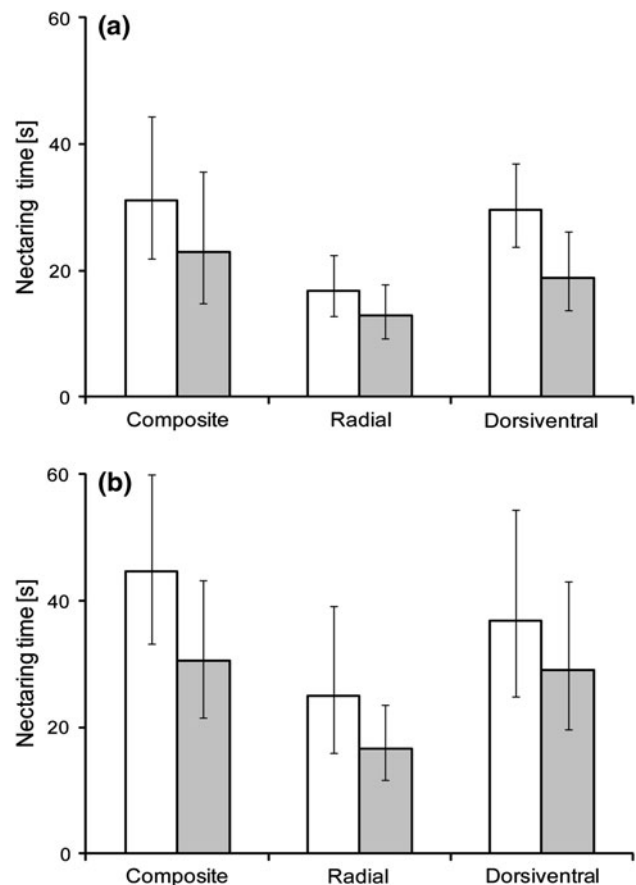 (a)
Nectaring time [s]
60
40
20
0
Composite Radial Dorsiventral
(b)
Nectaring time [s]
60
40
20
0
Composite Radial Dorsiventral